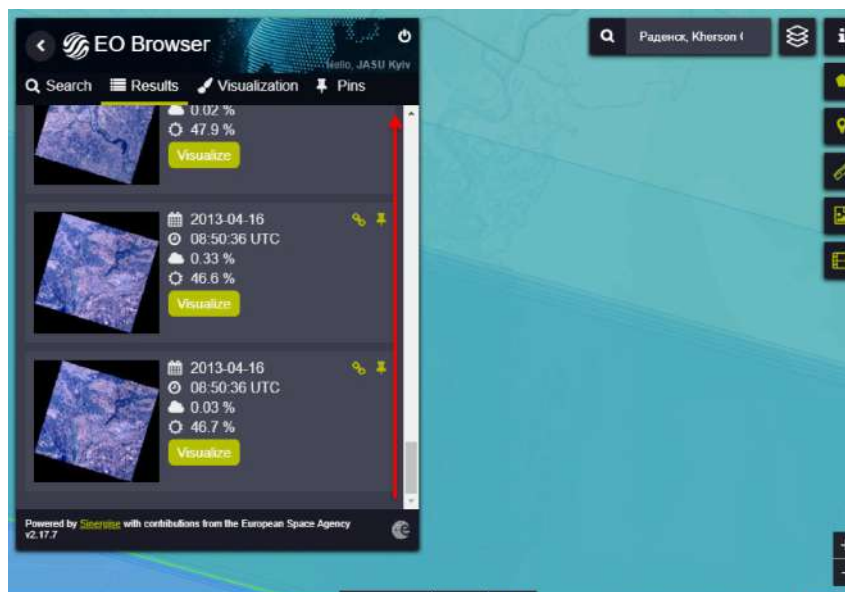 EO Browser
Hello, JASU Kyiv
Раденск, Kherson
Search
Results
Visualization
Pins
0.02 %
47.9 %
Visualize
2013-04-16
08:50:36 UTC
0.33 %
46.6 %
Visualize
2013-04-16
08:50:36 UTC
0.03 %
46.7 %
Visualize
Powered by Sinergise with contributions from the European Space Agency
v2.17.7